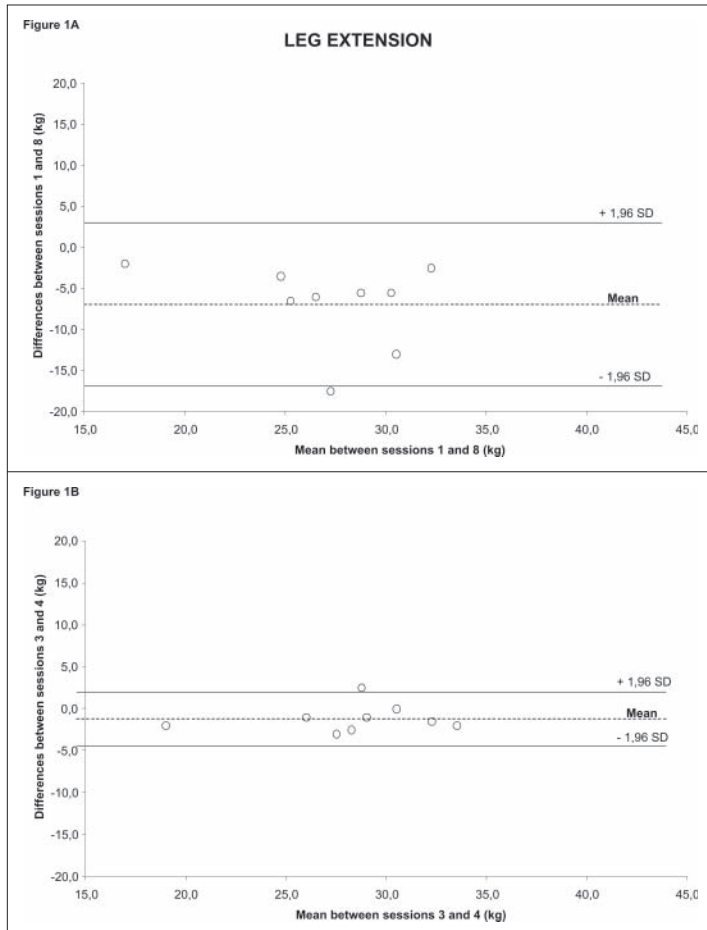 Figure 1A
LEG EXTENSION
Differences between sessions 1 and 8 (kg)
20,0
15,0
10,0
5,0
0,0
-5,0
-10,0
-15,0
-20,0
+ 1,96 SD
Mean
- 1,96 SD
15,0 20,0 25,0 30,0 35,0 40,0 45,0
Mean between sessions 1 and 8 (kg)
Figure 1B
Differences between sessions 3 and 4 (kg)
20,0
15,0
10,0
5,0
0,0
-5,0
-10,0
-15,0
-20,0
+ 1,96 SD
Mean
- 1,96 SD
15,0 20,0 25,0 30,0 35,0 40,0 45,0
Mean between sessions 3 and 4 (kg)